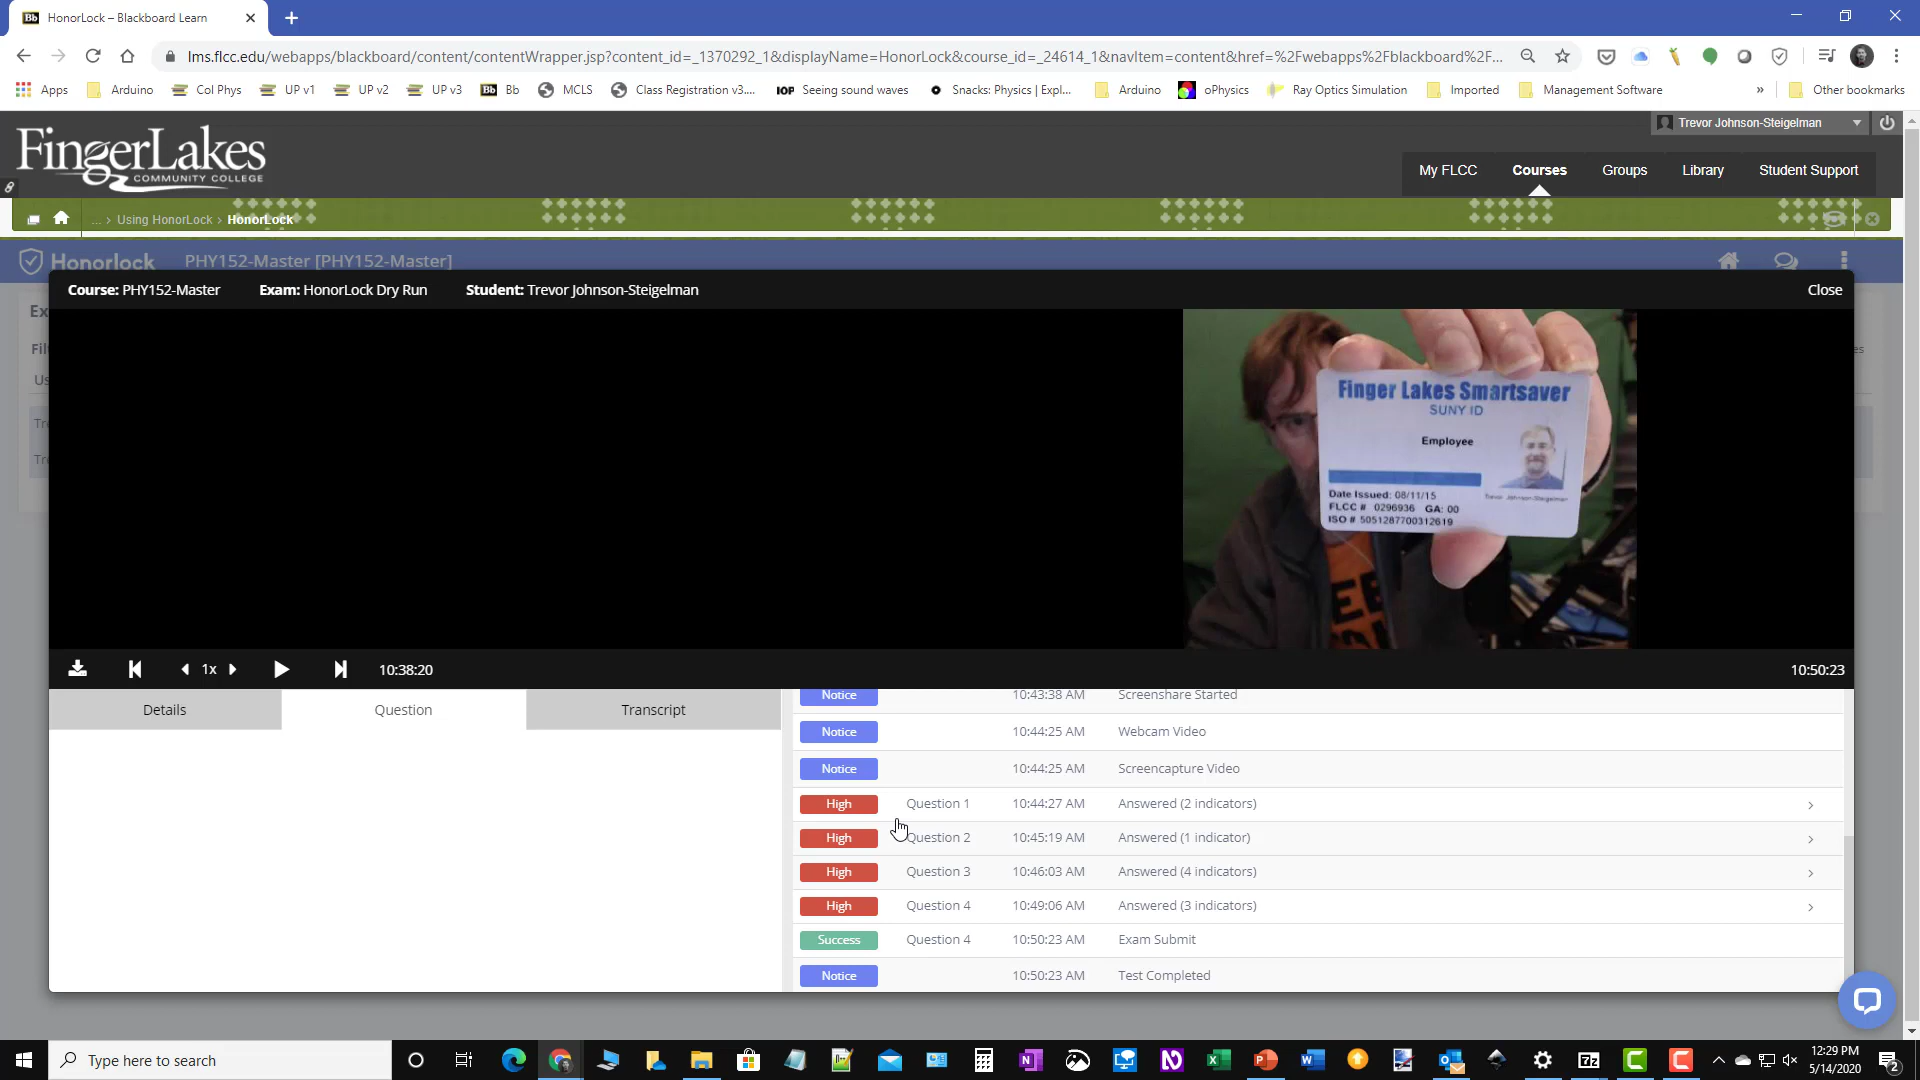 HonorLock – Blackboard Learn
lms.flcc.edu/webapps/blackboard/content/contentWrapper.jsp?content_id=_1370292_1&displayName=HonorLock&course_id=_24614_1&navItem=content&href=%2Fwebapps%2Fblackboard%2F...
Apps Arduino Col Phys UP v1 UP v2 UP v3 Bb Bb MCLS Class Registration v3.... IOP Seeing sound waves Snacks: Physics | Expl... Arduino oPhysics Ray Optics Simulation Imported Management Software » Other bookmarks
Trevor Johnson-Steigelman
FingerLakes
COMMUNITY COLLEGE
My FLCC Courses Groups Library Student Support
... > Using HonorLock > HonorLock
Honorlock PHY152-Master [PHY152-Master]
Course: PHY152-Master Exam: HonorLock Dry Run Student: Trevor Johnson-Steigelman Close
Finger Lakes Smartsaver
SUNY ID
Employee
Date Issued: 08/11/15
Trevor Johnson-Steigelman
FLCC # 0296936 GA: 00
ISO # 5051287700312619
1x 10:38:20 10:50:23
Details Question Transcript
Notice 10:43:38 AM Screenshare Started
Notice 10:44:25 AM Webcam Video
Notice 10:44:25 AM Screencapture Video
High Question 1 10:44:27 AM Answered (2 indicators)
High Question 2 10:45:19 AM Answered (1 indicator)
High Question 3 10:46:03 AM Answered (4 indicators)
High Question 4 10:49:06 AM Answered (3 indicators)
Success Question 4 10:50:23 AM Exam Submit
Notice 10:50:23 AM Test Completed
Type here to search
12:29 PM
5/14/2020
2